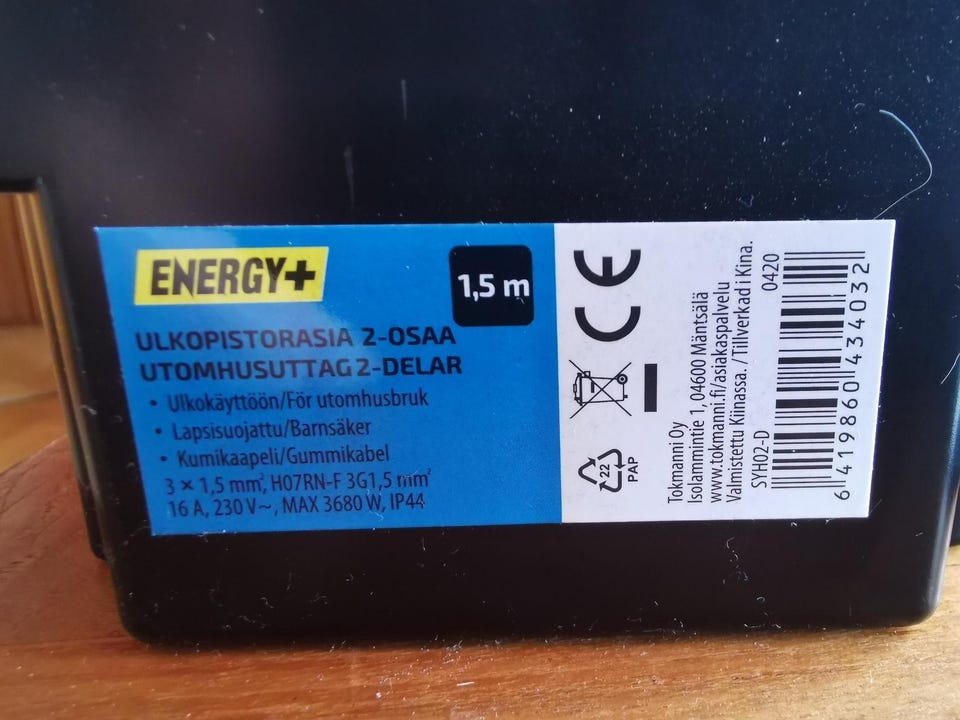 ENERGY+
1,5 m
ULKOPISTORASIA 2-OSAA
UTOMHUSUTTAG 2-DELAR
• Ulkokäyttöön/För utomhusbruk
• Lapsisuojattu/Barnsäker
• Kumikaapeli/Gummikabel
3 × 1,5 mm², H07RN-F 3G1,5 mm²
16 A, 230 V~, MAX 3680 W, IP44
CE
22
PAP
Tokmanni Oy
Isolammintie 1, 04600 Mäntsälä
www.tokmanni.fi/asiakaspalvelu
Valmistettu Kiinassa. / Tillverkad i Kina.
SYH02-D 0420
6 419860 434032